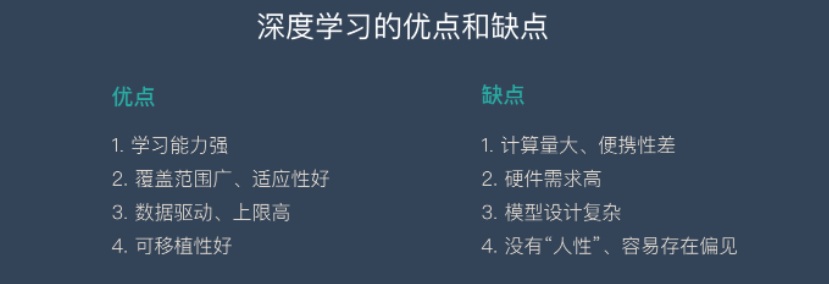 深度学习的优点和缺点
优点
1. 学习能力强
2. 覆盖范围广、适应性好
3. 数据驱动、上限高
4. 可移植性好
缺点
1. 计算量大、便携性差
2. 硬件需求高
3. 模型设计复杂
4. 没有“人性”、容易存在偏见